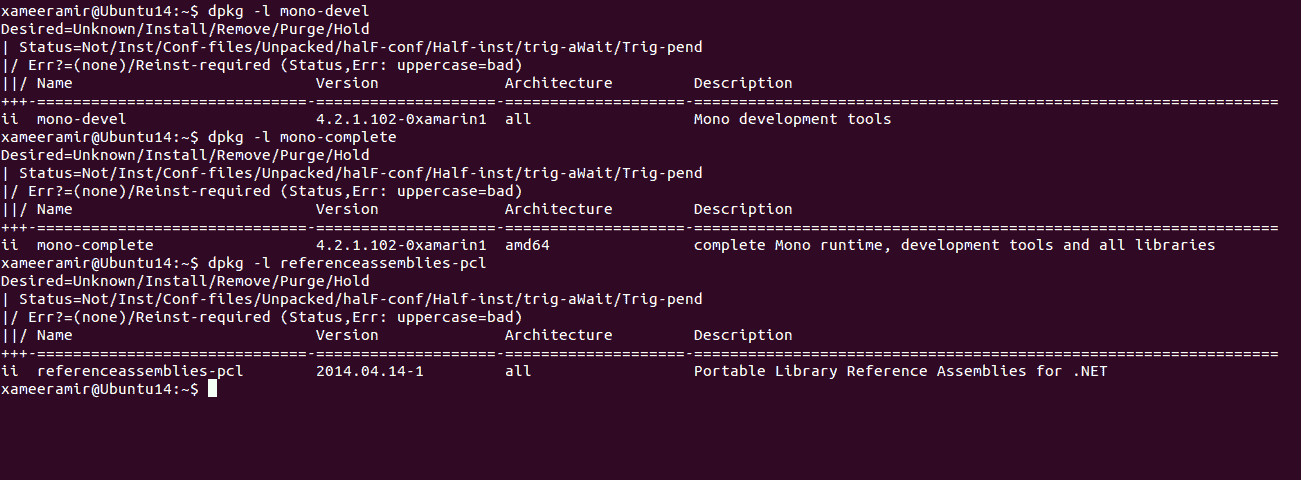 xameeramir@Ubuntu14:~$ dpkg -l mono-devel
Desired=Unknown/Install/Remove/Purge/Hold
| Status=Not/Inst/Conf-files/Unpacked/halF-conf/Half-inst/trig-aWait/Trig-pend
|/ Err?=(none)/Reinst-required (Status,Err: uppercase=bad)
||/ Name                           Version              Architecture         Description
+++-==============================-====================-====================-=================================================================
ii  mono-devel                     4.2.1.102-0xamarin1  all                  Mono development tools
xameeramir@Ubuntu14:~$ dpkg -l mono-complete
Desired=Unknown/Install/Remove/Purge/Hold
| Status=Not/Inst/Conf-files/Unpacked/halF-conf/Half-inst/trig-aWait/Trig-pend
|/ Err?=(none)/Reinst-required (Status,Err: uppercase=bad)
||/ Name                           Version              Architecture         Description
+++-==============================-====================-====================-=================================================================
ii  mono-complete                  4.2.1.102-0xamarin1  amd64                complete Mono runtime, development tools and all libraries
xameeramir@Ubuntu14:~$ dpkg -l referenceassemblies-pcl
Desired=Unknown/Install/Remove/Purge/Hold
| Status=Not/Inst/Conf-files/Unpacked/halF-conf/Half-inst/trig-aWait/Trig-pend
|/ Err?=(none)/Reinst-required (Status,Err: uppercase=bad)
||/ Name                           Version              Architecture         Description
+++-==============================-====================-====================-=================================================================
ii  referenceassemblies-pcl        2014.04.14-1         all                  Portable Library Reference Assemblies for .NET
xameeramir@Ubuntu14:~$